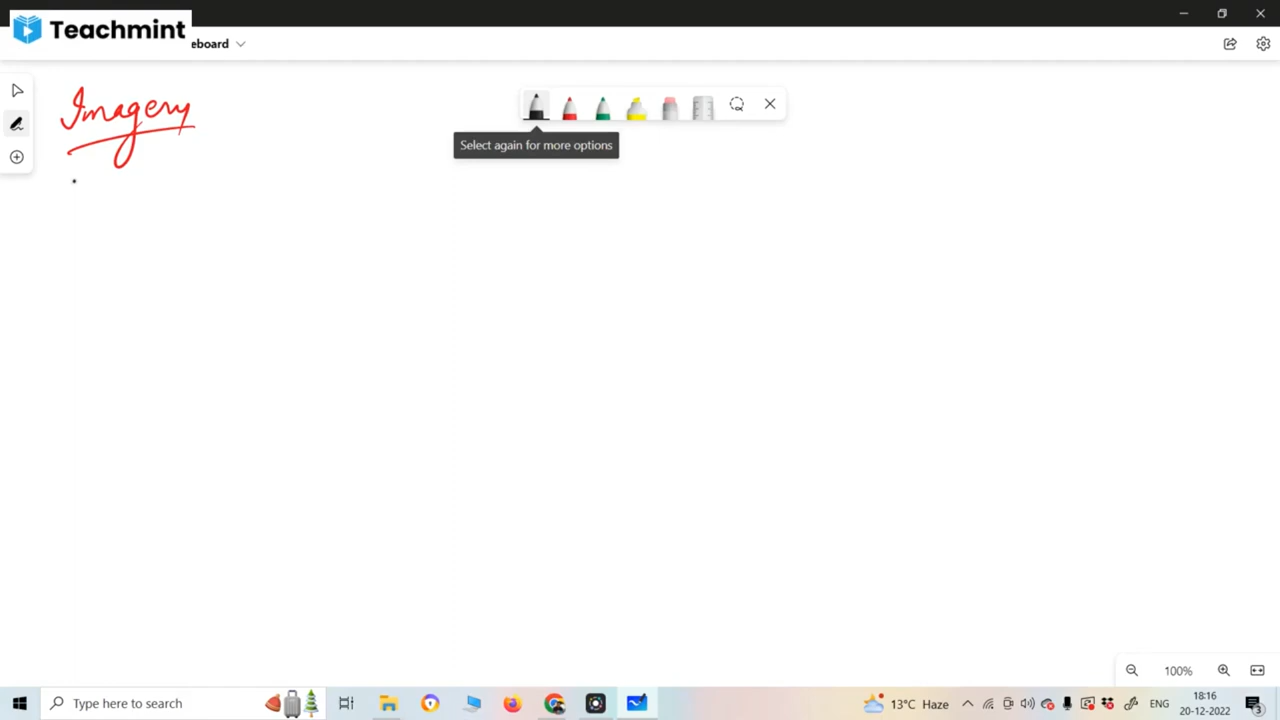 Teachmint
eboard
Imagery
Select again for more options
100%
Type here to search
13°C Haze
ENG
18:16
20-12-2022
3